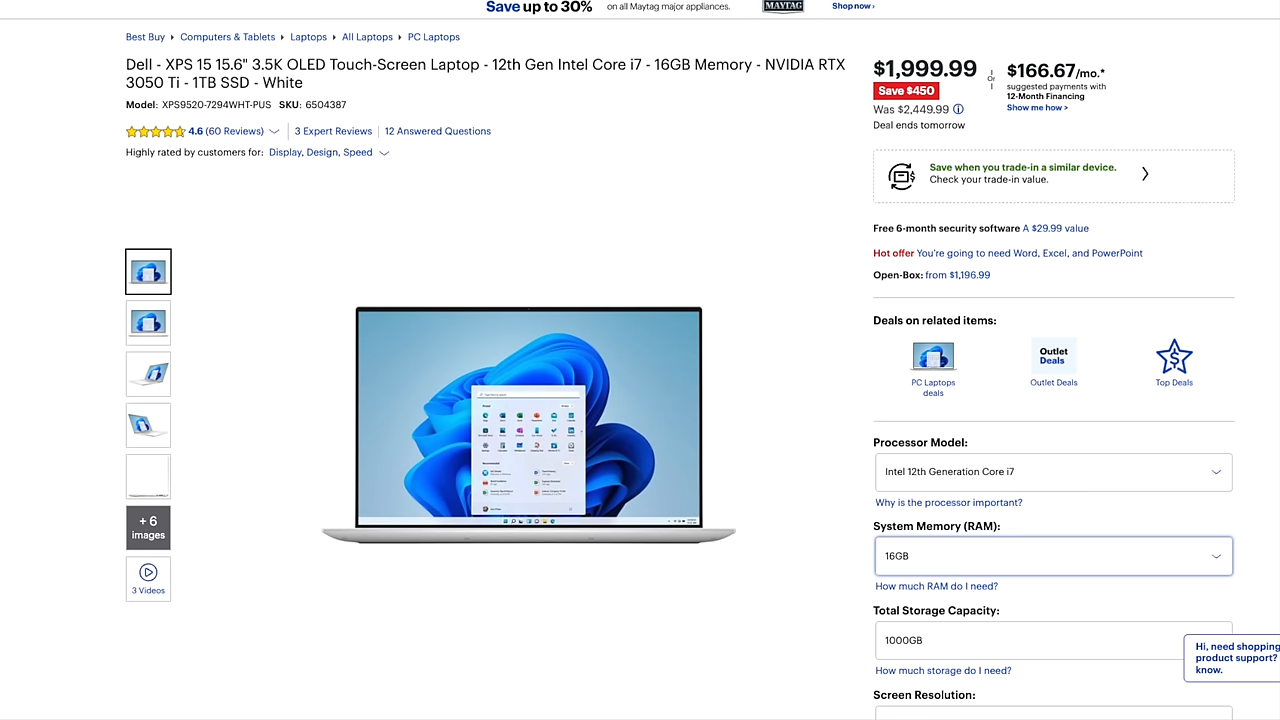 Save up to 30% on all Maytag major appliances. MAYTAG Shop now ›
Best Buy Computers & Tablets Laptops All Laptops PC Laptops
Dell - XPS 15 15.6" 3.5K OLED Touch-Screen Laptop - 12th Gen Intel Core i7 - 16GB Memory - NVIDIA RTX
3050 Ti - 1TB SSD - White
Model: XPS9520-7294WHT-PUS SKU: 6504387
4.6 (60 Reviews) 3 Expert Reviews 12 Answered Questions
Highly rated by customers for: Display, Design, Speed
+ 6
images
3 Videos
$1,999.99
Save $450
Was $2,449.99
Deal ends tomorrow
Or
$166.67/mo.*
suggested payments with
12-Month Financing
Show me how >
Save when you trade-in a similar device.
Check your trade-in value.
Free 6-month security software A $29.99 value
Hot offer You're going to need Word, Excel, and PowerPoint
Open-Box: from $1,196.99
Deals on related items:
PC Laptops
deals
Outlet
Deals
Outlet Deals
Top Deals
Processor Model:
Intel 12th Generation Core i7
Why is the processor important?
System Memory (RAM):
16GB
How much RAM do I need?
Total Storage Capacity:
1000GB
How much storage do I need?
Screen Resolution:
Hi, need shopping
product support?
know.